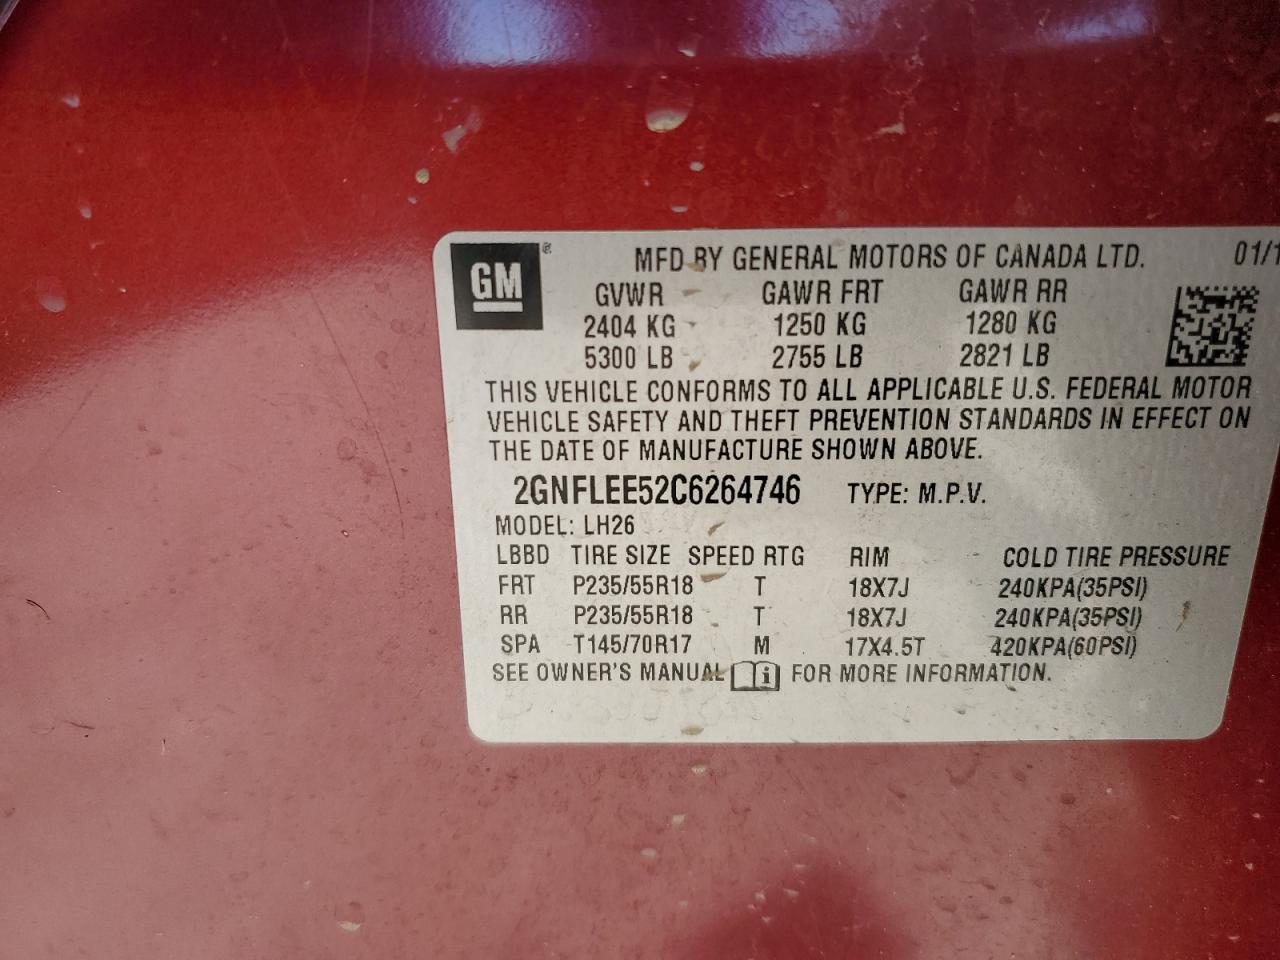 GM ®
MFD BY GENERAL MOTORS OF CANADA LTD. 01/1
GVWR GAWR FRT GAWR RR
2404 KG 1250 KG 1280 KG
5300 LB 2755 LB 2821 LB
THIS VEHICLE CONFORMS TO ALL APPLICABLE U.S. FEDERAL MOTOR
VEHICLE SAFETY AND THEFT PREVENTION STANDARDS IN EFFECT ON
THE DATE OF MANUFACTURE SHOWN ABOVE.
2GNFLEE52C6264746 TYPE: M.P.V.
MODEL: LH26
LBBD TIRE SIZE SPEED RTG RIM COLD TIRE PRESSURE
FRT P235/55R18 T 18X7J 240KPA(35PSI)
RR P235/55R18 T 18X7J 240KPA(35PSI)
SPA T145/70R17 M 17X4.5T 420KPA(60PSI)
SEE OWNER'S MANUAL i FOR MORE INFORMATION.